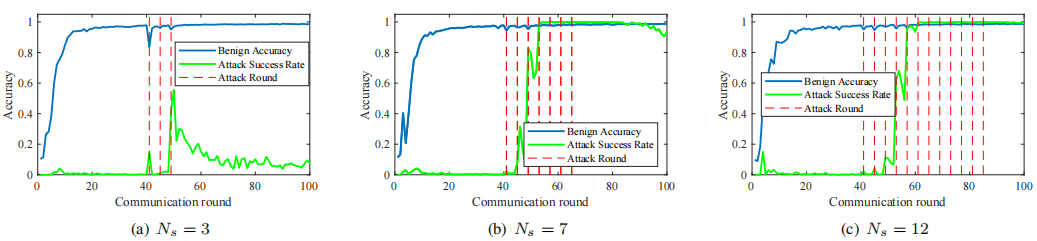 1
0.8
0.6
0.4
0.2
0
Accuracy
0
20
40
60
80
100
Communication round
Benign Accuracy
Attack Success Rate
Attack Round
(a) Ns = 3
1
0.8
0.6
0.4
0.2
0
Accuracy
0
20
40
60
80
100
Communication round
Benign Accuracy
Attack Success Rate
Attack Round
(b) Ns = 7
1
0.8
0.6
0.4
0.2
0
Accuracy
0
20
40
60
80
100
Communication round
Benign Accuracy
Attack Success Rate
Attack Round
(c) Ns = 12